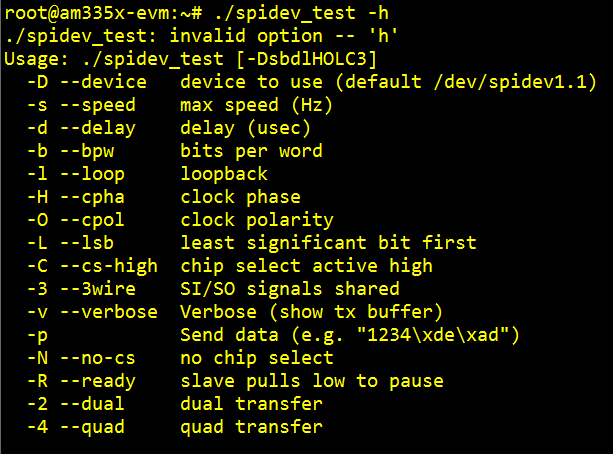 root@am335x-evm:~# ./spidev_test -h
./spidev_test: invalid option -- 'h'
Usage: ./spidev_test [-DsbdlHOLC3]
  -D --device   device to use (default /dev/spidev1.1)
  -s --speed    max speed (Hz)
  -d --delay    delay (usec)
  -b --bpw      bits per word
  -l --loop     loopback
  -H --cpha     clock phase
  -O --cpol     clock polarity
  -L --lsb      least significant bit first
  -C --cs-high  chip select active high
  -3 --3wire    SI/SO signals shared
  -v --verbose  Verbose (show tx buffer)
  -p            Send data (e.g. "1234\xde\xad")
  -N --no-cs    no chip select
  -R --ready    slave pulls low to pause
  -2 --dual     dual transfer
  -4 --quad     quad transfer